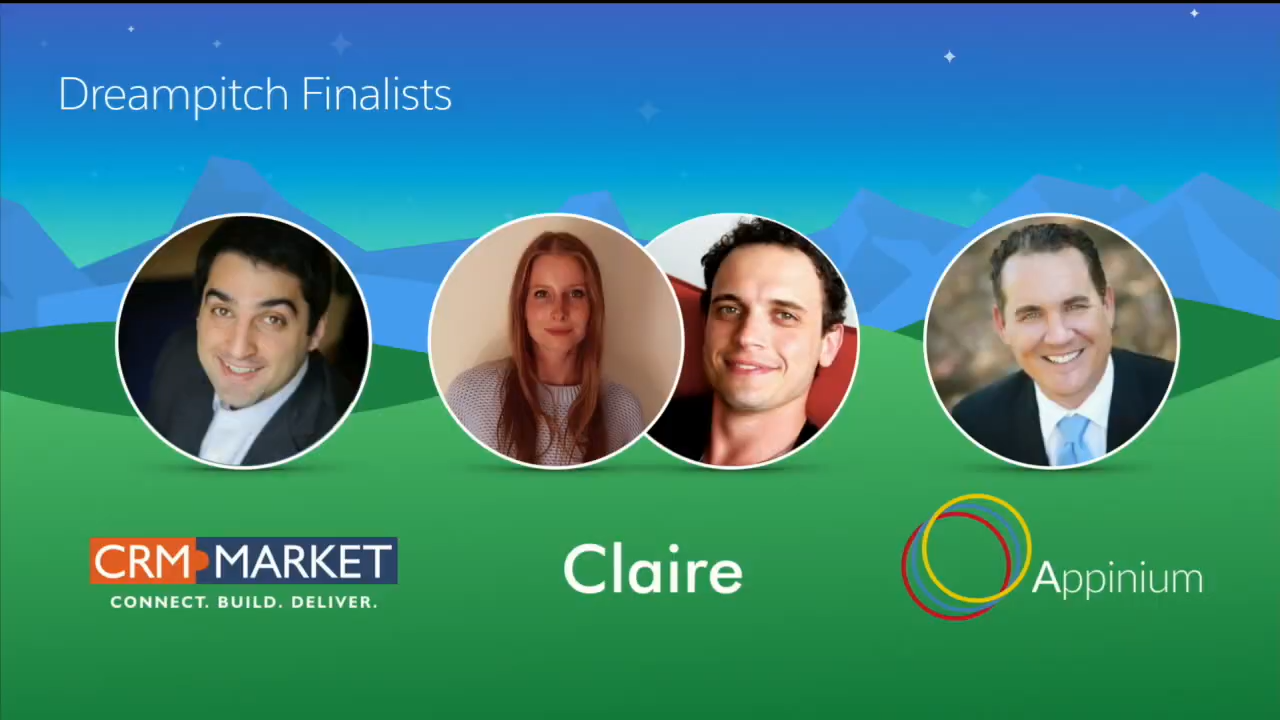 Dreampitch Finalists
CRM MARKET
CONNECT. BUILD. DELIVER.
Claire
Appinium